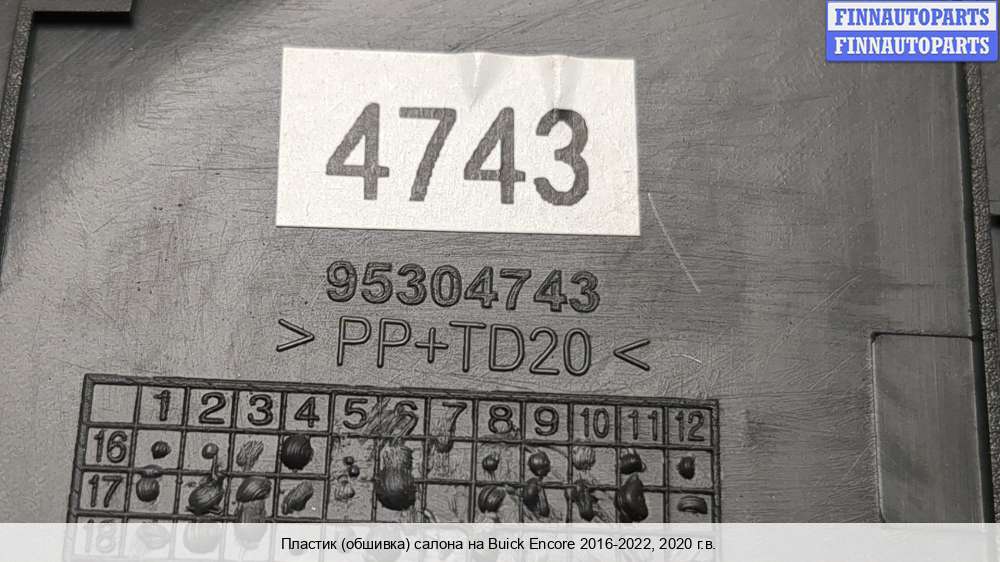 FINNAUTOPARTS
FINNAUTOPARTS
4743
95304743
> PP+TD20 <
1 2 3 4 5 6 7 8 9 10 11 12
16
17
18
Пластик (обшивка) салона на Buick Encore 2016-2022, 2020 г.в.